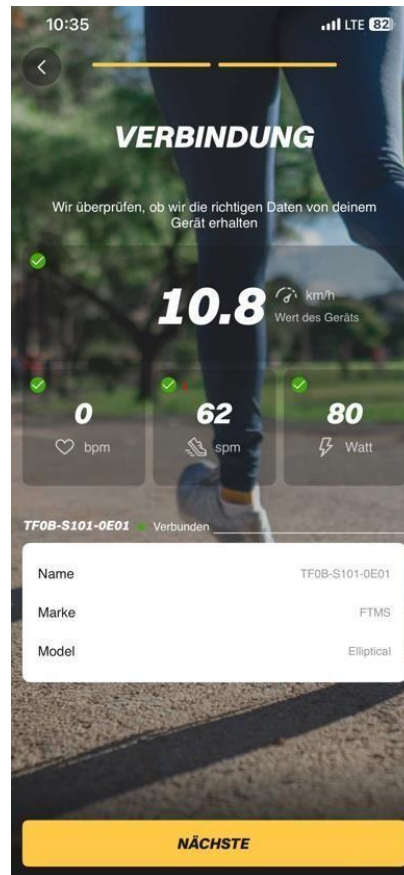 10:35
LTE 82
VERBINDUNG
Wir überprüfen, ob wir die richtigen Daten von deinem
Gerät erhalten
10.8 km/h
Wert des Geräts
0
bpm
62
spm
80
Watt
TF0B-S101-0E01 Verbunden
Name TF0B-S101-0E01
Marke FTMS
Model Elliptical
NÄCHSTE